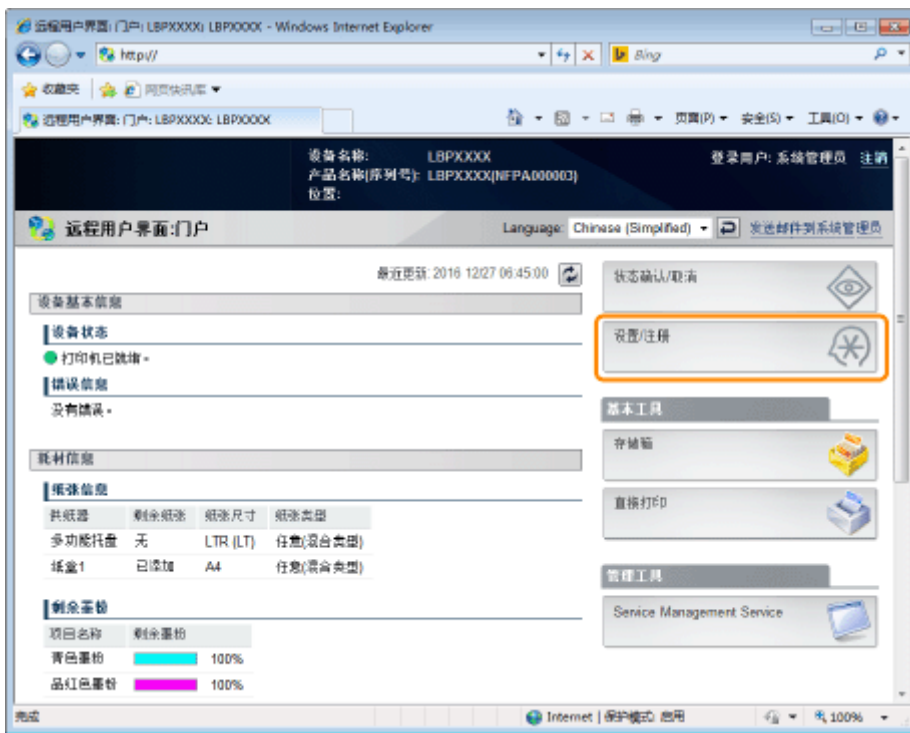 远程用户界面: 门户: LBPXXXX: LBPXXXX - Windows Internet Explorer
http://
Bing
收藏夹 网页快讯库
远程用户界面: 门户: LBPXXXX: LBPXXXX
页面(P) 安全(S) 工具(O)
设备名称: LBPXXXX
产品名称(序列号): LBPXXXX(NFPA000003)
位置:
登录用户: 系统管理员 注销
远程用户界面:门户
Language: Chinese (Simplified) 发送邮件到系统管理员
最近更新: 2016 12/27 06:45:00
设备基本信息
设备状态
打印机已就绪。
错误信息
没有错误。
耗材信息
纸张信息
供纸器 剩余纸张 纸张尺寸 纸张类型
多功能托盘 无 LTR (LT) 任意(混合类型)
纸盒1 已添加 A4 任意(混合类型)
剩余墨粉
项目名称 剩余墨粉
青色墨粉 100%
品红色墨粉 100%
状态确认/取消
设置/注册
基本工具
存储箱
直接打印
管理工具
Service Management Service
完成
Internet | 保护模式: 启用
100%